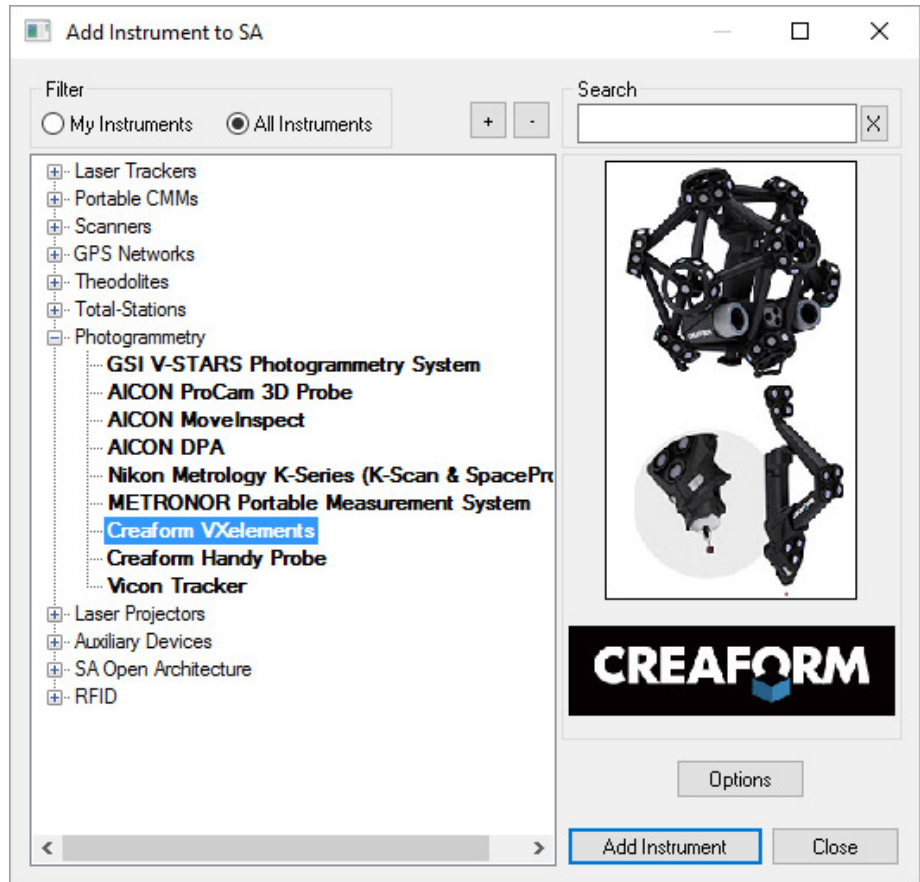 Add Instrument to SA
Filter
My Instruments
All Instruments
+
-
Search
X
Laser Trackers
Portable CMMs
Scanners
GPS Networks
Theodolites
Total-Stations
Photogrammetry
GSI V-STARS Photogrammetry System
AICON ProCam 3D Probe
AICON MoveInspect
AICON DPA
Nikon Metrology K-Series (K-Scan & SpacePr
METRONOR Portable Measurement System
Creaform VXelements
Creaform Handy Probe
Vicon Tracker
Laser Projectors
Auxiliary Devices
SA Open Architecture
RFID
CREAFORM
CREAFORM
Options
Add Instrument
Close